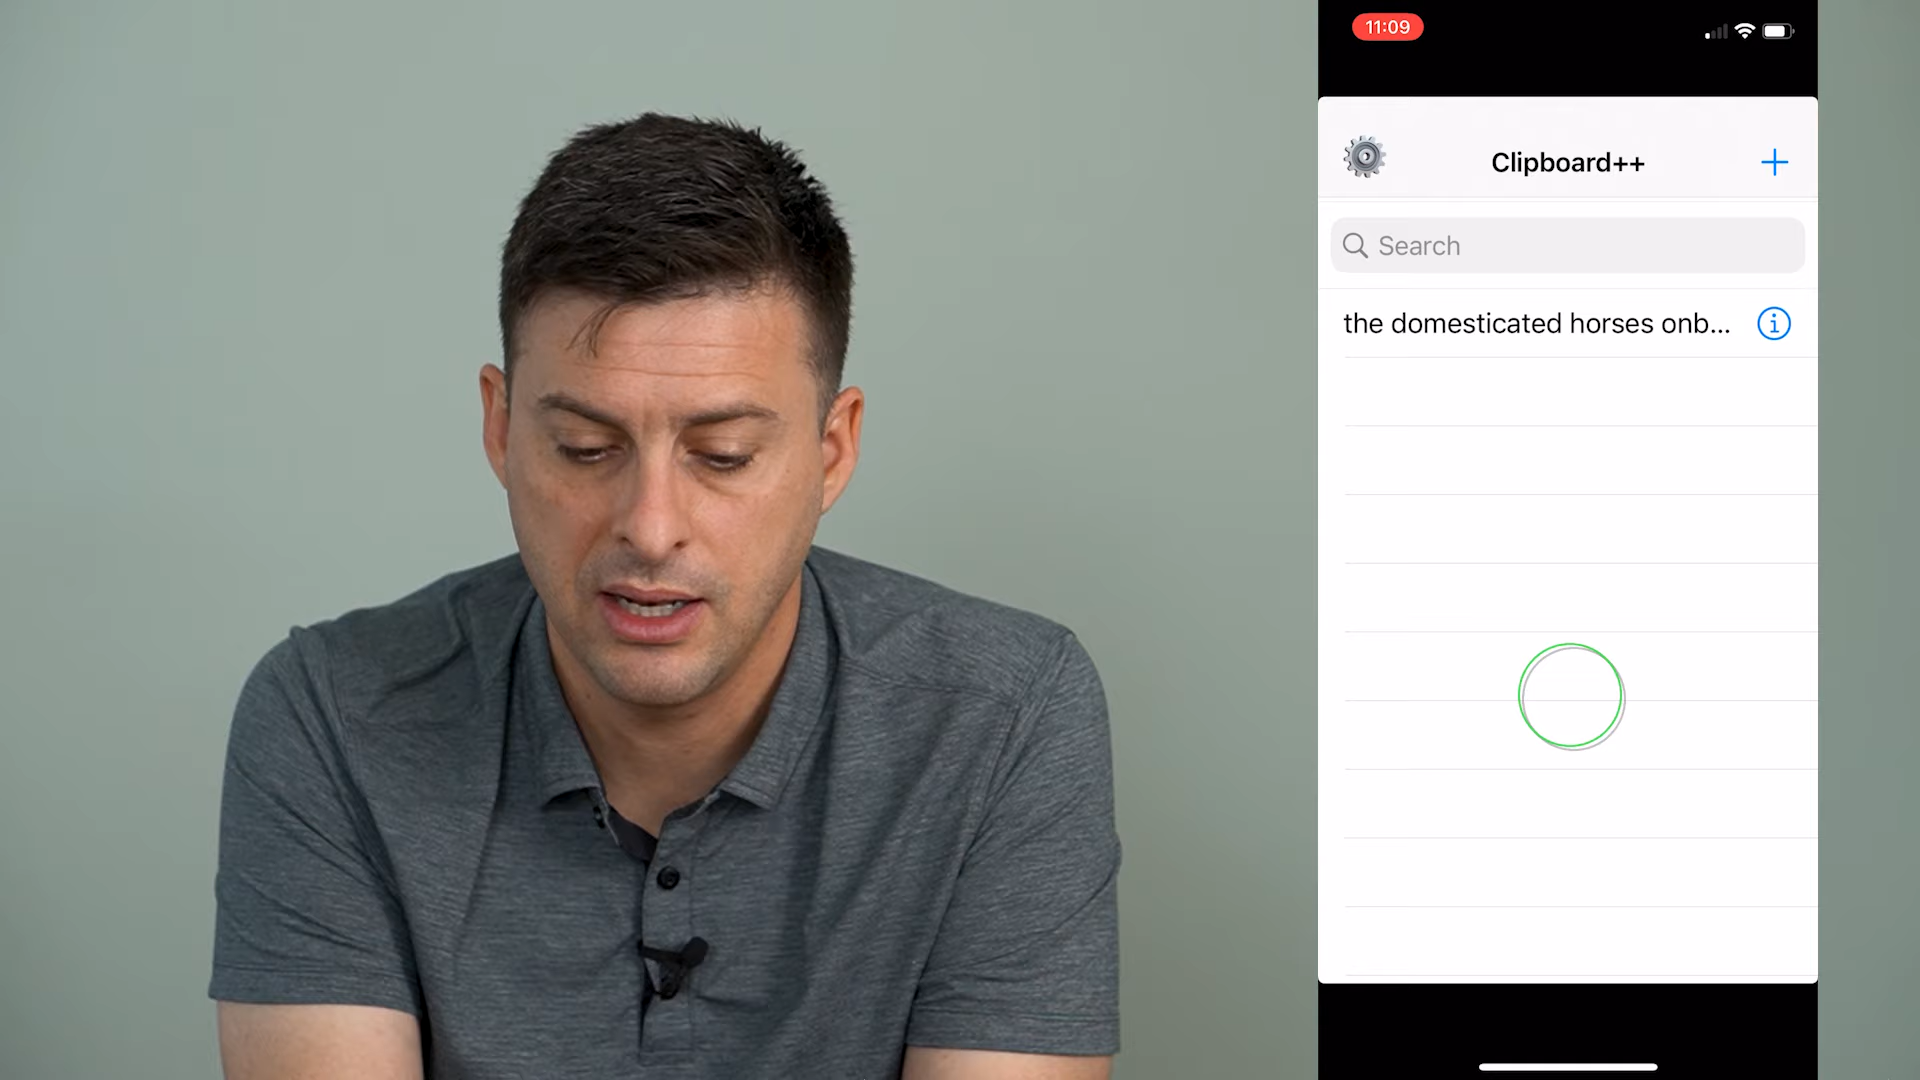 11:09
Clipboard++
Search
the domesticated horses onb...